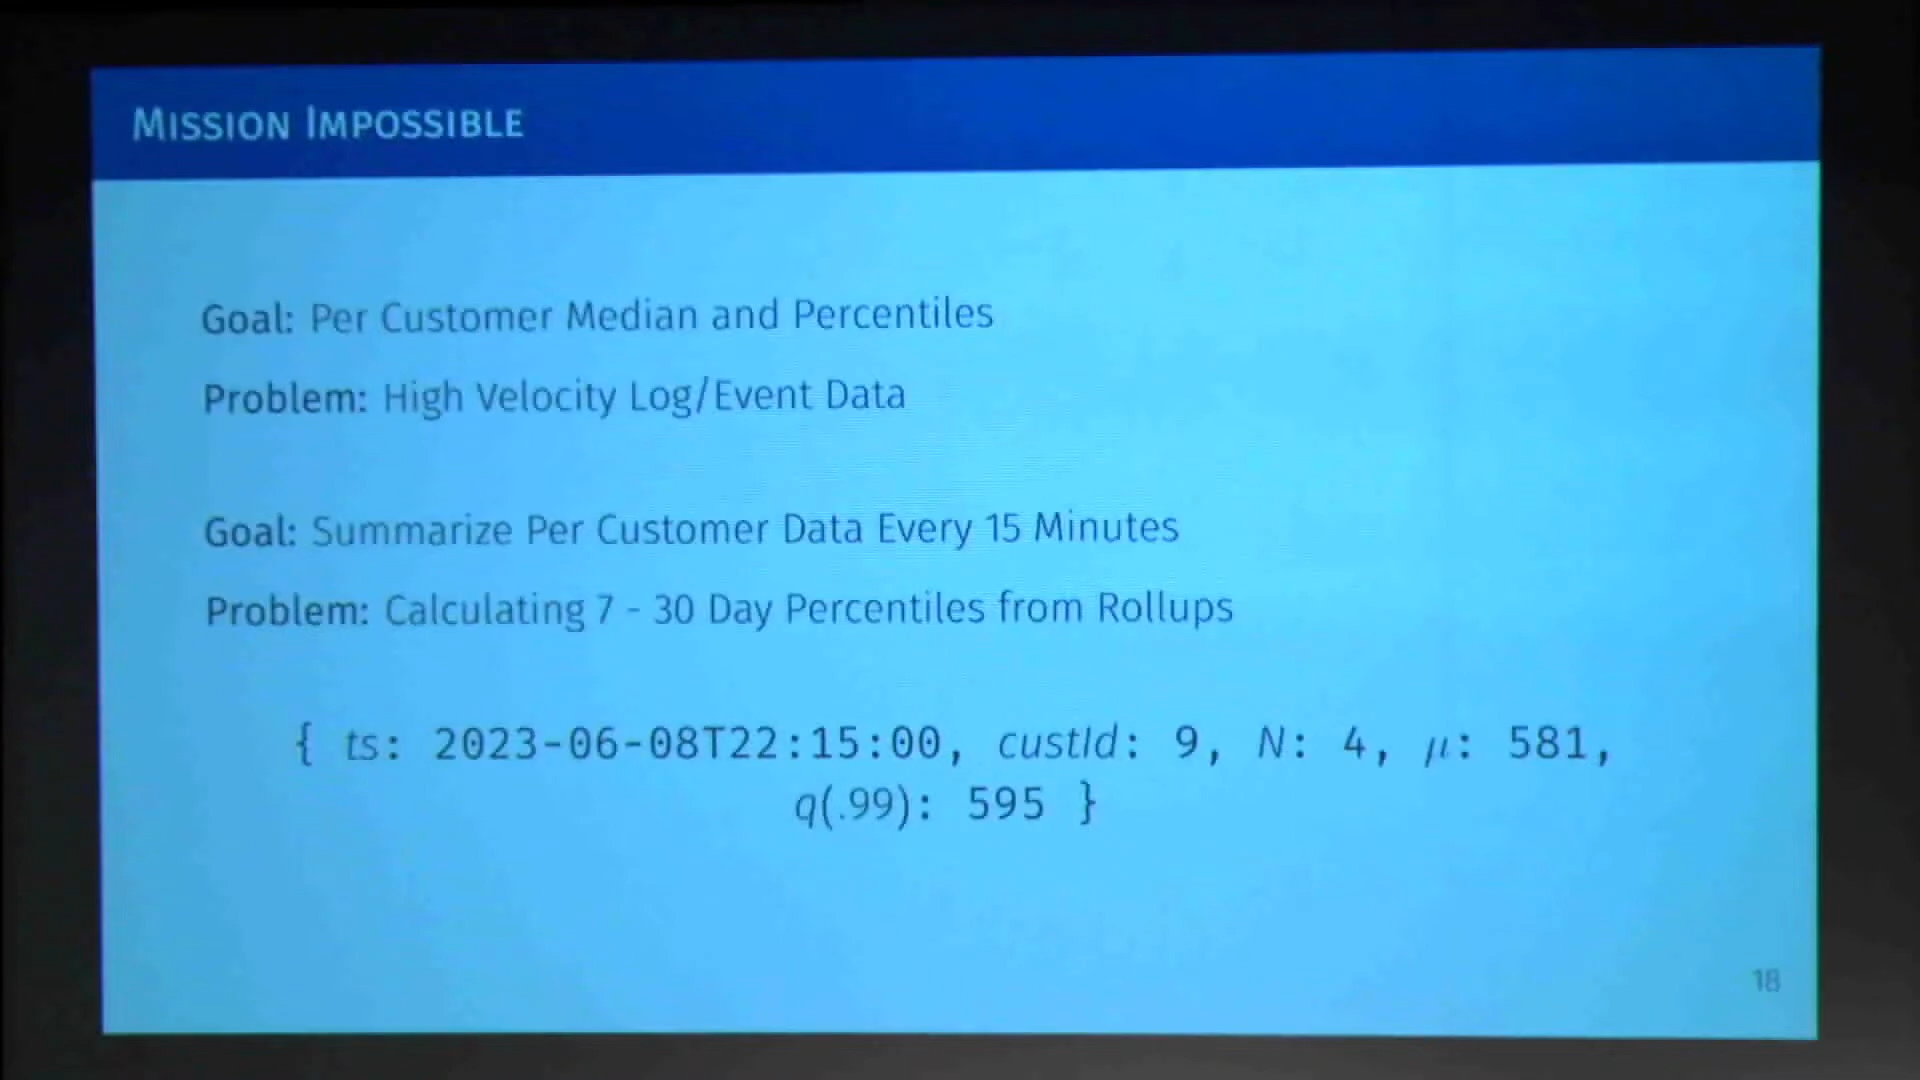 Mission Impossible
Goal: Per Customer Median and Percentiles
Problem: High Velocity Log/Event Data
Goal: Summarize Per Customer Data Every 15 Minutes
Problem: Calculating 7 - 30 Day Percentiles from Rollups
{ ts: 2023-06-08T22:15:00, custId: 9, N: 4, μ: 581,
q(.99): 595 }
18